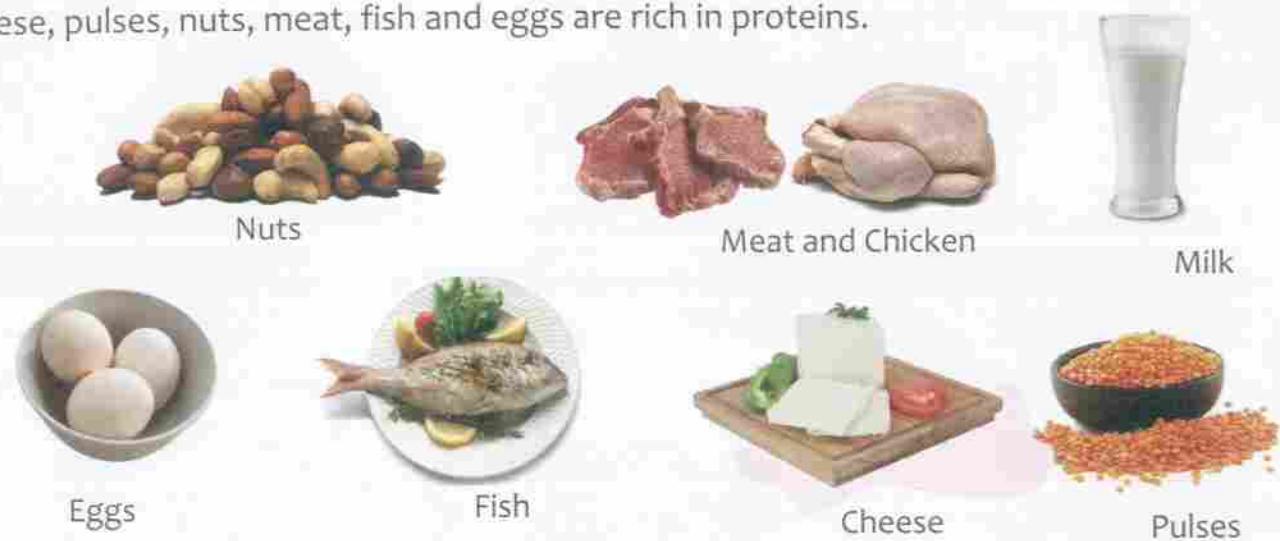 ese, pulses, nuts, meat, fish and eggs are rich in proteins.
Nuts
Meat and Chicken
Milk
Eggs
Fish
Cheese
Pulses